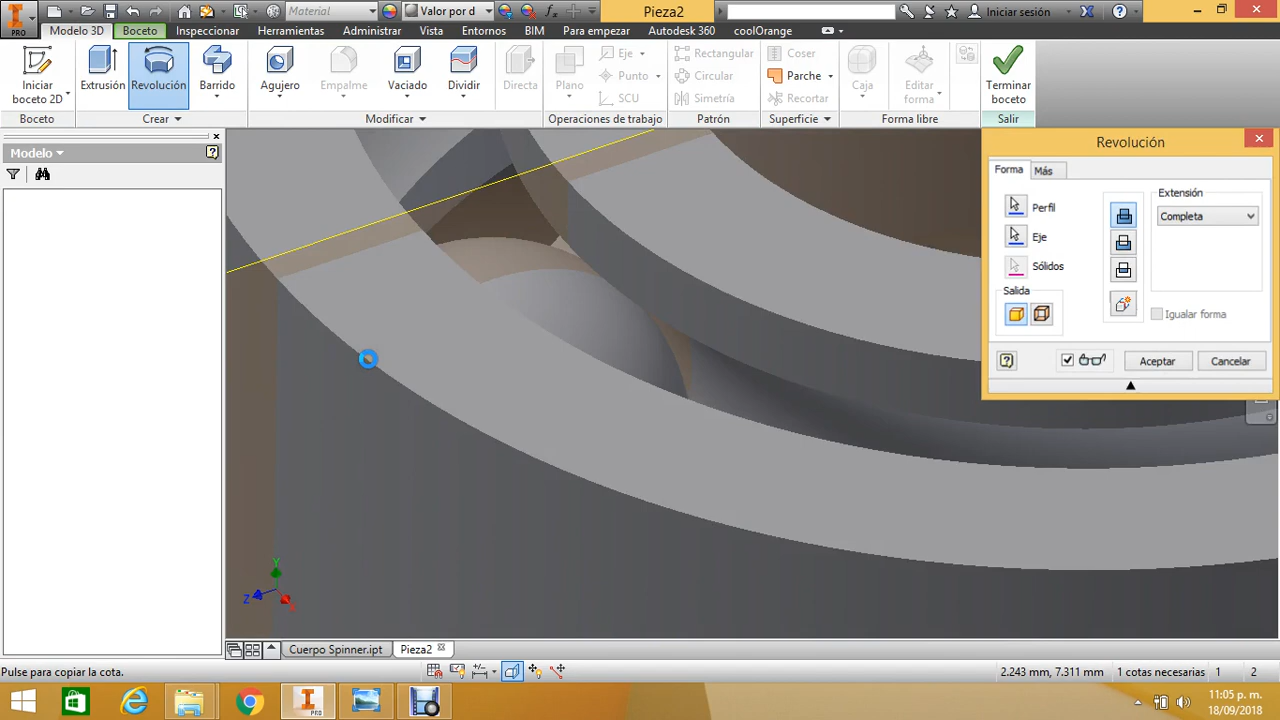 PRO
Material
Valor por d
Pieza2
Iniciar sesión
Modelo 3D
Boceto
Inspeccionar
Herramientas
Administrar
Vista
Entornos
BIM
Para empezar
Autodesk 360
coolOrange
Iniciar boceto 2D
Extrusión
Revolución
Barrido
Agujero
Empalme
Vaciado
Dividir
Directa
Plano
Eje
Punto
SCU
Rectangular
Circular
Simetría
Coser
Parche
Recortar
Caja
Editar forma
Terminar boceto
Boceto
Crear
Modificar
Operaciones de trabajo
Patrón
Superficie
Forma libre
Salir
Modelo
Revolución
Forma
Más
Perfil
Eje
Sólidos
Salida
Extensión
Completa
Igualar forma
Aceptar
Cancelar
Y
Z
Cuerpo Spinner.ipt
Pieza2
Pulse para copiar la cota.
2.243 mm, 7.311 mm
1 cotas necesarias
1
2
PRO
11:05 p. m.
18/09/2018